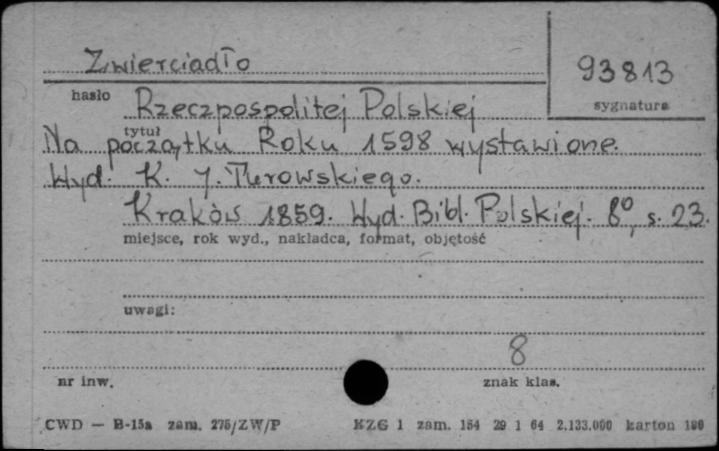 Zwierciadło
93813
hasło
Rzeczpospolitej Polskiej
sygnatura
tytuł
Na początku Roku 1598 wystawione.
Wyd. K. J. Turowskiego.
Kraków 1859. Wyd. Bibl. Polskiej. 8°, s. 23.
miejsce, rok wyd., nakładca, format, objętość
uwagi:
8
nr inw.
znak klas.
CWD — B-15a zam. 275/ZW/P
KZG 1 zam. 154 29 1 64 2.133.000 karton 180